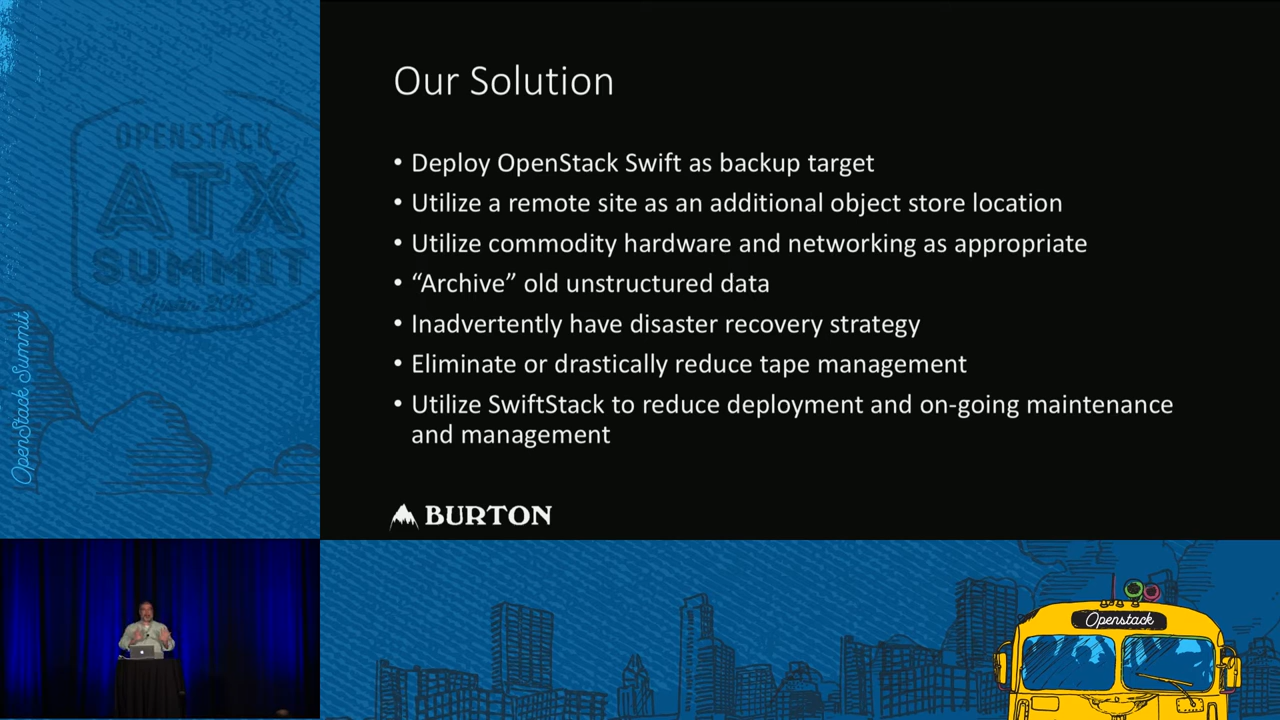 OPENSTACK
ATX
SUMMIT
Austin 2016
OpenStack Summit
Our Solution
• Deploy OpenStack Swift as backup target
• Utilize a remote site as an additional object store location
• Utilize commodity hardware and networking as appropriate
• “Archive” old unstructured data
• Inadvertently have disaster recovery strategy
• Eliminate or drastically reduce tape management
• Utilize SwiftStack to reduce deployment and on-going maintenance
and management
BURTON
Openstack